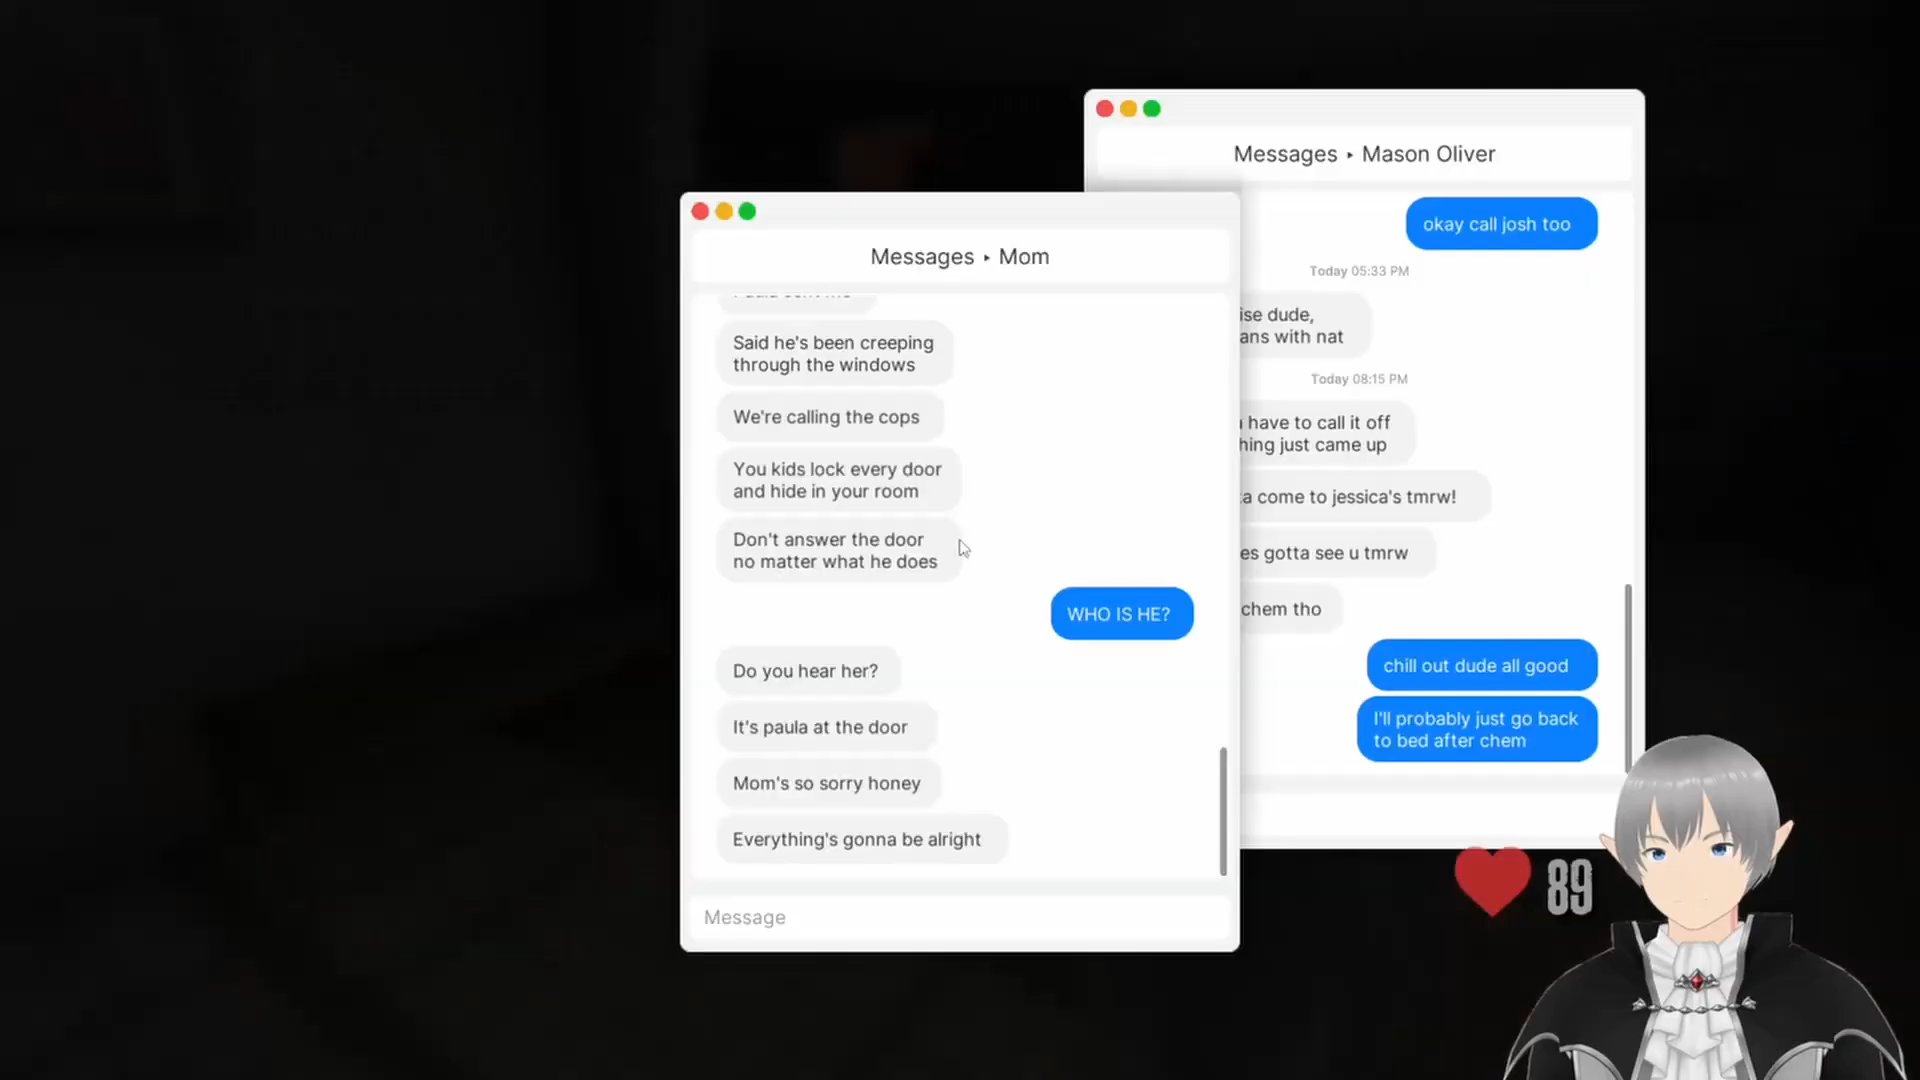 Messages ▸ Mom
Said he's been creeping
through the windows
We're calling the cops
You kids lock every door
and hide in your room
Don't answer the door
no matter what he does
WHO IS HE?
Do you hear her?
It's paula at the door
Mom's so sorry honey
Everything's gonna be alright
Message
Messages ▸ Mason Oliver
okay call josh too
Today 05:33 PM
ise dude,
ans with nat
Today 08:15 PM
have to call it off
hing just came up
a come to jessica's tmrw!
es gotta see u tmrw
chem tho
chill out dude all good
I'll probably just go back
to bed after chem
89